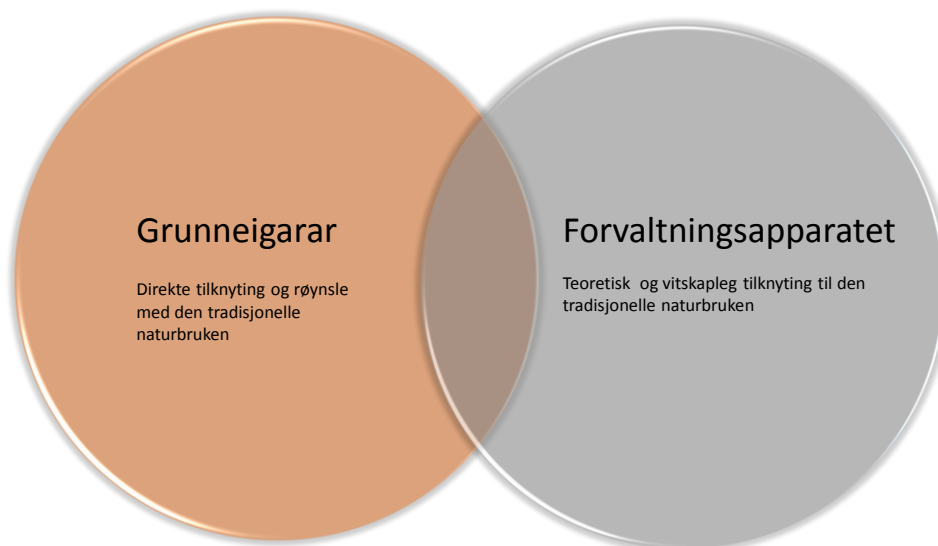 Grunneigarar
Direkte tilknyting og røynsle
med den tradisjonelle
naturbruken
Forvaltningsapparatet
Teoretisk og vitskapleg tilknyting til den
tradisjonelle naturbruken